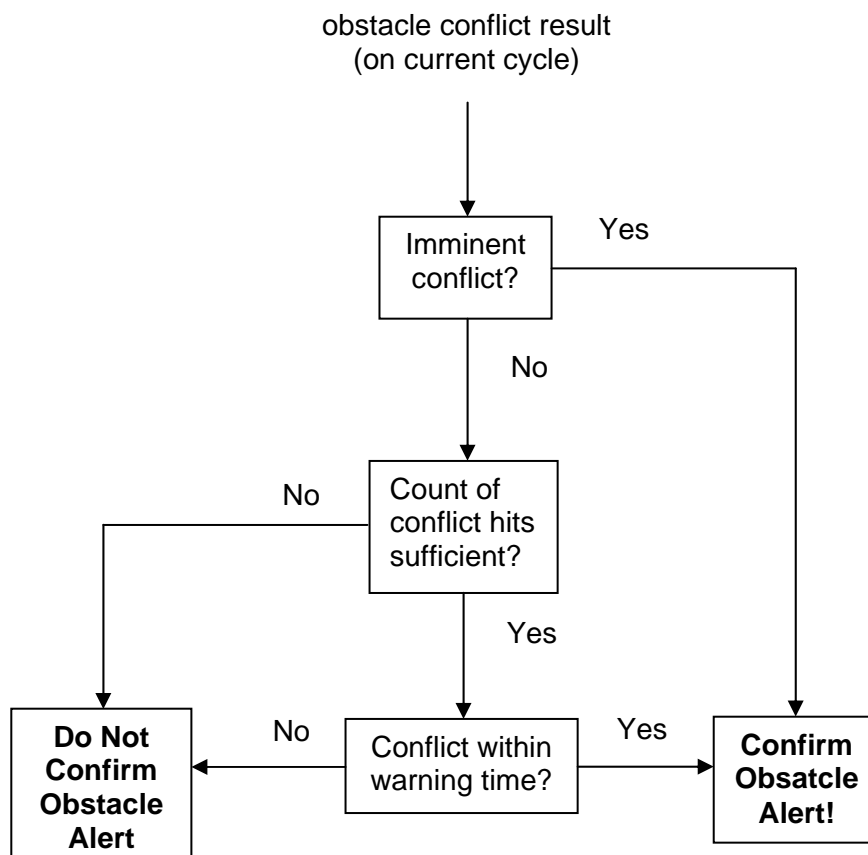 obstacle conflict result
(on current cycle)
Imminent
conflict?
Yes
No
Count of
conflict hits
sufficient?
No
Yes
Do Not
Confirm
Obstacle
Alert
No
Conflict within
warning time?
Yes
Confirm
Obsatcle
Alert!